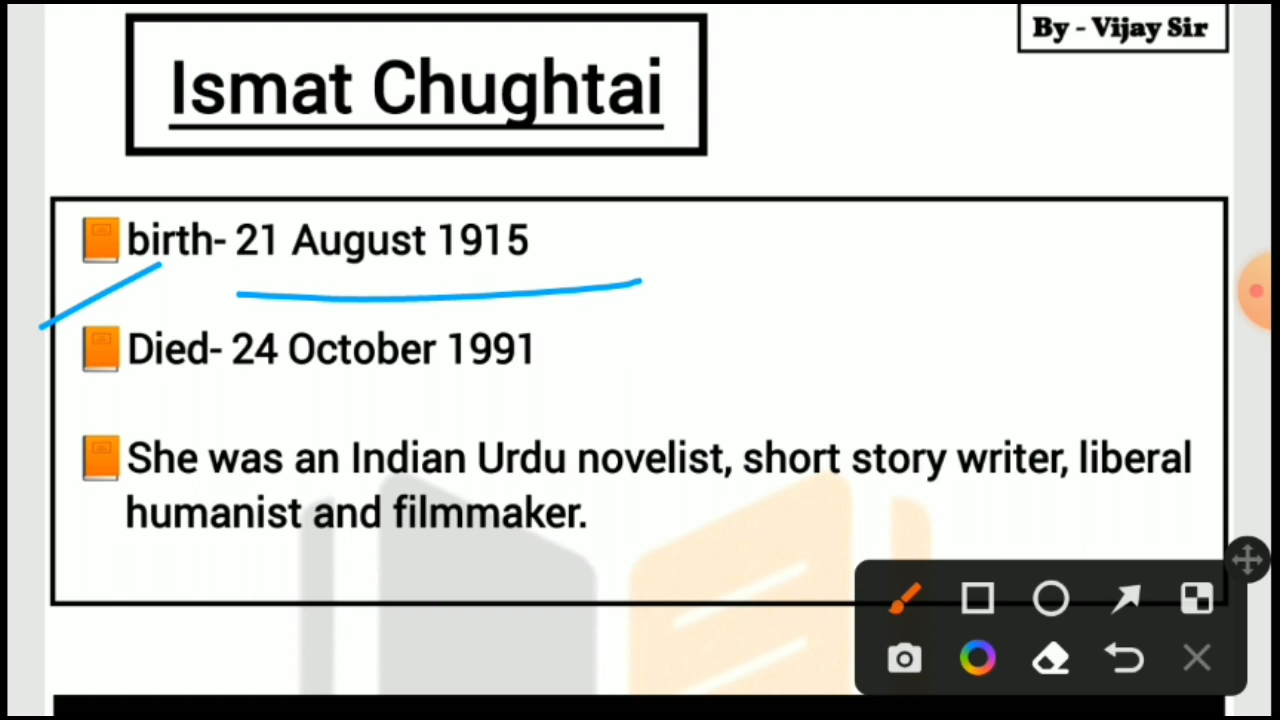 By - Vijay Sir
Ismat Chughtai
birth- 21 August 1915
Died- 24 October 1991
She was an Indian Urdu novelist, short story writer, liberal
humanist and filmmaker.